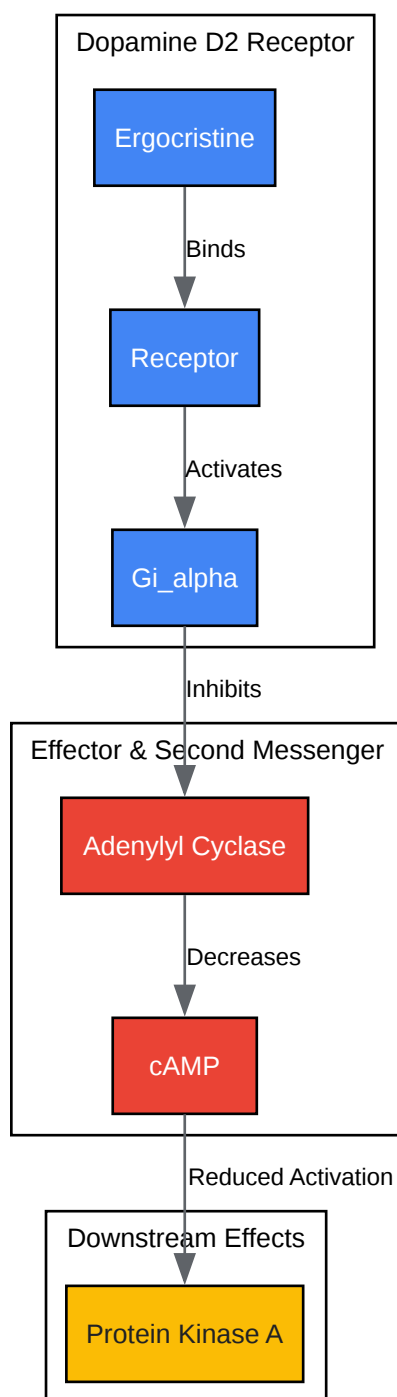 Dopamine D2 Receptor
Ergocristine
Binds
Receptor
Activates
Gi_alpha
Inhibits
Effector & Second Messenger
Adenylyl Cyclase
Decreases
cAMP
Reduced Activation
Downstream Effects
Protein Kinase A